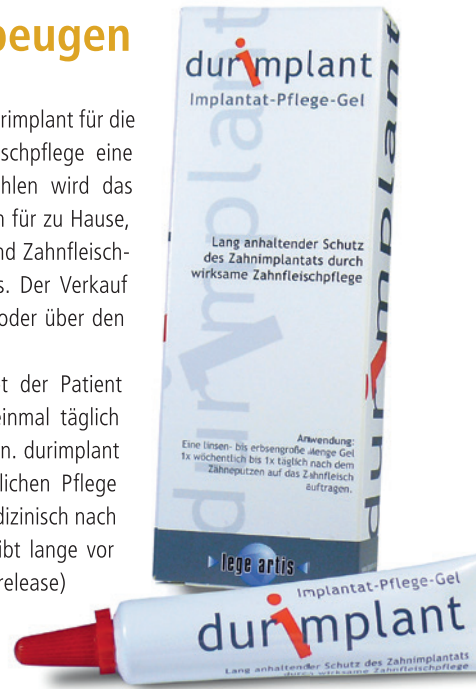 beugen
rimplant für die
schpflege eine
hlen wird das
n für zu Hause,
nd Zahnfleisch-
s. Der Verkauf
oder über den
t der Patient
einmal täglich
n. durimplant
lichen Pflege
dizinisch nach
ibt lange vor
release)
durimplant
Implantat-Pflege-Gel
Lang anhaltender Schutz
des Zahnimplantats durch
wirksame Zahnfleischpflege
Anwendung:
Eine linsen- bis erbsengroße Menge Gel
1x wöchentlich bis 1x täglich nach dem
Zähneputzen auf das Zahnfleisch
auftragen.
lege artis
durimplant
durimplant
Implantat-Pflege-Gel
durimplant
Lang anhaltender Schutz des Zahnimplantats
durch wirksame Zahnfleischpflege